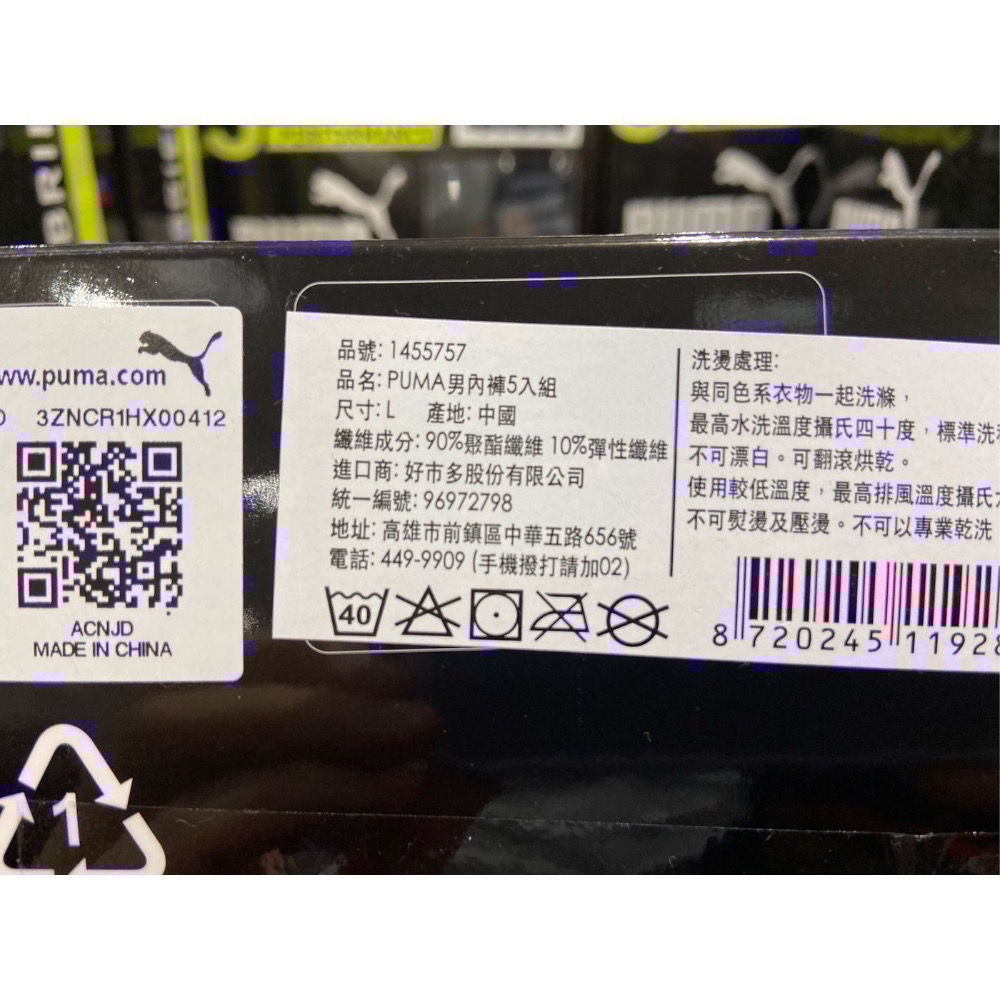 PERFORMANCE
PUMA
www.puma.com
3ZNCR1HX00412
ACNJD
MADE IN CHINA
1
品號: 1455757
品名: PUMA男內褲5入組
尺寸: L 產地: 中國
纖維成分: 90%聚酯纖維 10%彈性纖維
進口商: 好市多股份有限公司
統一編號: 96972798
地址: 高雄市前鎮區中華五路656號
電話: 449-9909 (手機撥打請加02)
40
洗燙處理:
與同色系衣物一起洗滌，
最高水洗溫度攝氏四十度，標準洗
不可漂白。可翻滾烘乾。
使用較低溫度，最高排風溫度攝氏
不可熨燙及壓燙。不可以專業乾洗
8 720245 11928